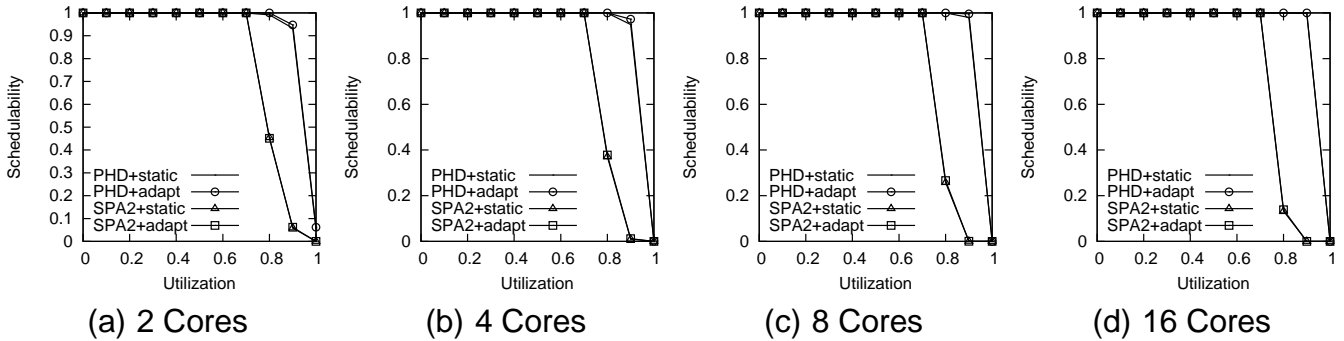 1
0.9
0.8
0.7
0.6
0.5
0.4
0.3
0.2
0.1
0
Schedulability
PHD+static
PHD+adapt
SPA2+static
SPA2+adapt
0 0.2 0.4 0.6 0.8 1
Utilization
(a) 2 Cores
1
0.8
0.6
0.4
0.2
0
Schedulability
PHD+static
PHD+adapt
SPA2+static
SPA2+adapt
0 0.2 0.4 0.6 0.8 1
Utilization
(b) 4 Cores
1
0.8
0.6
0.4
0.2
0
Schedulability
PHD+static
PHD+adapt
SPA2+static
SPA2+adapt
0 0.2 0.4 0.6 0.8 1
Utilization
(c) 8 Cores
1
0.8
0.6
0.4
0.2
0
Schedulability
PHD+static
PHD+adapt
SPA2+static
SPA2+adapt
0 0.2 0.4 0.6 0.8 1
Utilization
(d) 16 Cores